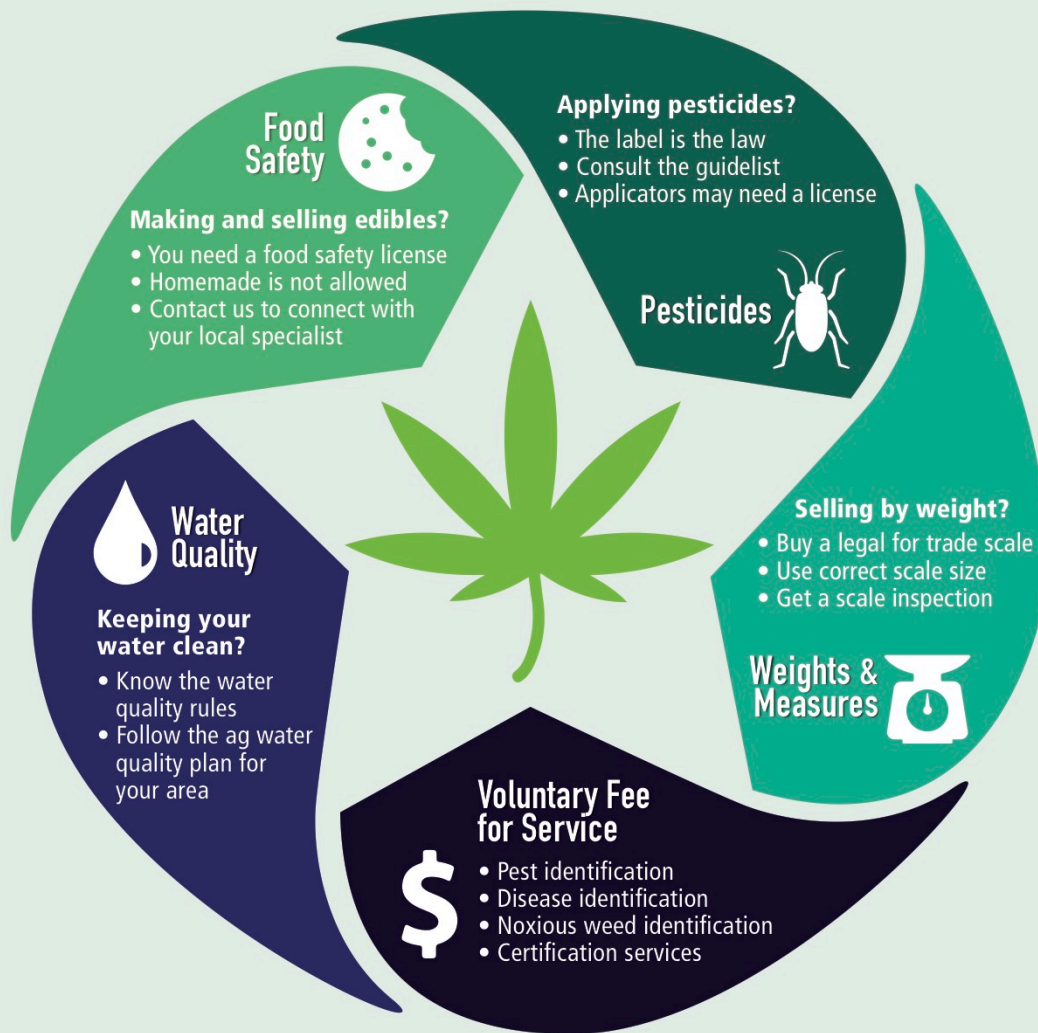 Food
Safety
Making and selling edibles?
• You need a food safety license
• Homemade is not allowed
• Contact us to connect with
your local specialist
Applying pesticides?
• The label is the law
• Consult the guidelist
• Applicators may need a license
Pesticides
Selling by weight?
• Buy a legal for trade scale
• Use correct scale size
• Get a scale inspection
Weights &
Measures
Voluntary Fee
for Service
$
• Pest identification
• Disease identification
• Noxious weed identification
• Certification services
Water
Quality
Keeping your
water clean?
• Know the water
quality rules
• Follow the ag water
quality plan for
your area